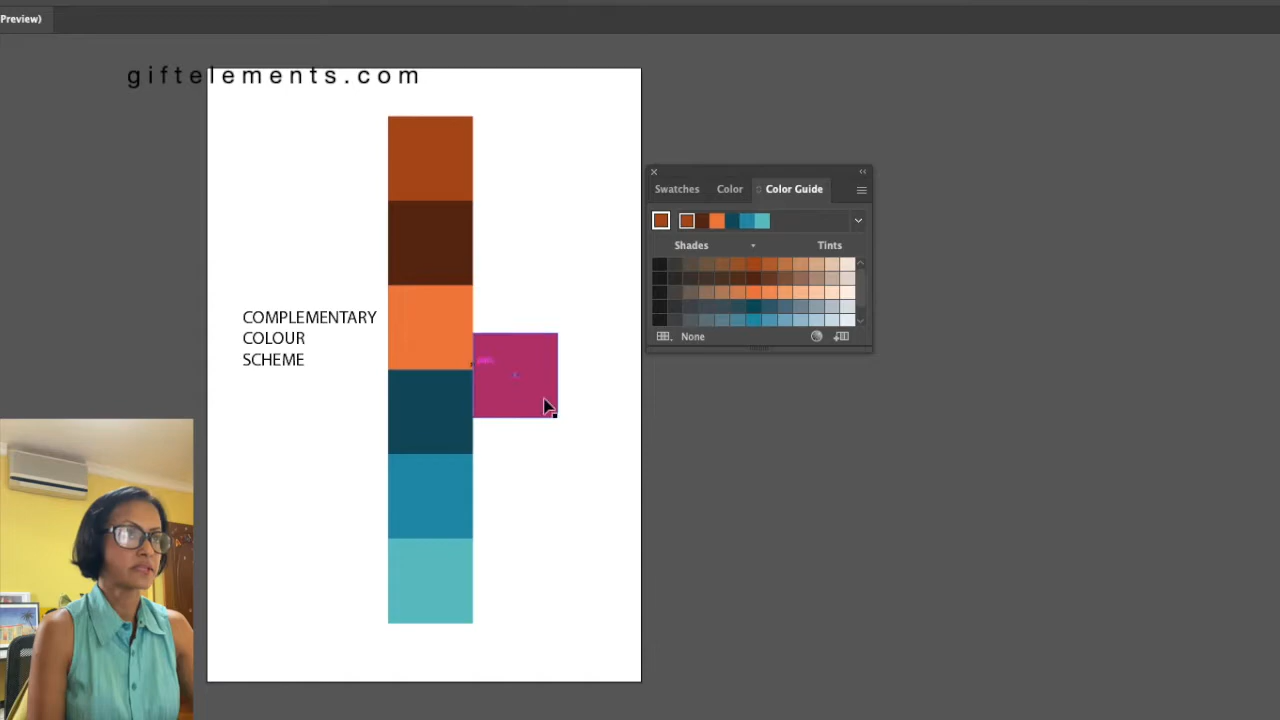 Preview)
giftelements.com
Swatches
Color
Color Guide
Shades
Tints
COMPLEMENTARY
COLOUR
SCHEME
None